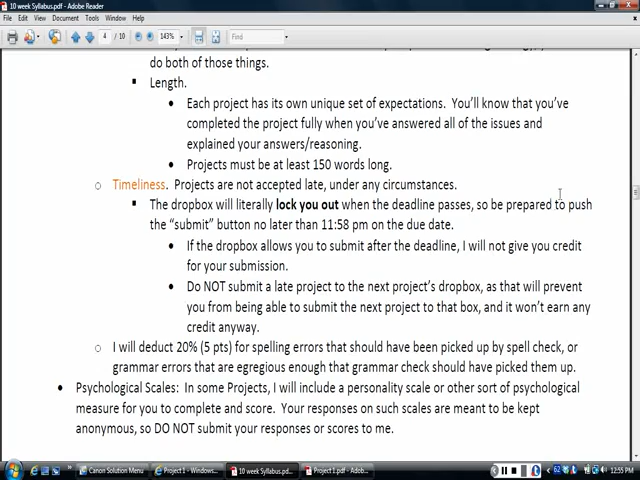 10 week Syllabus.pdf - Adobe Reader
File Edit View Document Tools Window Help
4 / 10 143% Find
do both of those things.
Length.
Each project has its own unique set of expectations. You'll know that you've
completed the project fully when you've answered all of the issues and
explained your answers/reasoning.
Projects must be at least 150 words long.
Timeliness. Projects are not accepted late, under any circumstances.
The dropbox will literally lock you out when the deadline passes, so be prepared to push
the "submit" button no later than 11:58 pm on the due date.
If the dropbox allows you to submit after the deadline, I will not give you credit
for your submission.
Do NOT submit a late project to the next project's dropbox, as that will prevent
you from being able to submit the next project to that box, and it won't earn any
credit anyway.
I will deduct 20% (5 pts) for spelling errors that should have been picked up by spell check, or
grammar errors that are egregious enough that grammar check should have picked them up.
Psychological Scales: In some Projects, I will include a personality scale or other sort of psychological
measure for you to complete and score. Your responses on such scales are meant to be kept
anonymous, so DO NOT submit your responses or scores to me.
Canon Solution Menu Project 1 - Windows... 10 week Syllabus.pd... Project 1.pdf - Adob... 62 12:55 PM